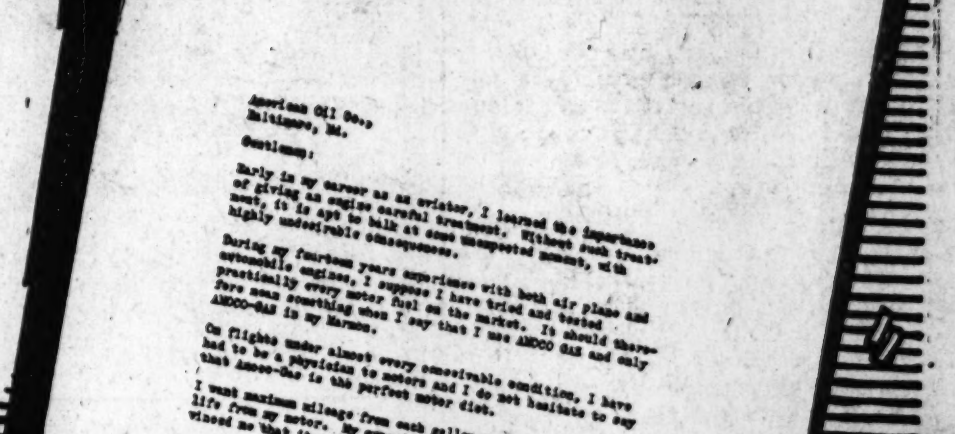 American Oil Co.,
Baltimore, Md.
Gentlemen:
Early in my career as an aviator, I learned the importance
of giving an engine careful treatment. Without such treat-
ment, it is apt to balk at some unexpected moment, with
highly undesirable consequences.
During my fourteen years experience with both air plane and
automobile engines, I suppose I have tried and tested
practically every motor fuel on the market. It should there-
fore mean something when I say that I use AMOCO GAS and only
AMOCO-GAS in my Marmon.
On flights under almost every conceivable condition, I have
had to be a physician to motors and I do not hesitate to say
that Amoco-Gas is the perfect motor diet.
I want maximum mileage from each
life from my motor. My
me that